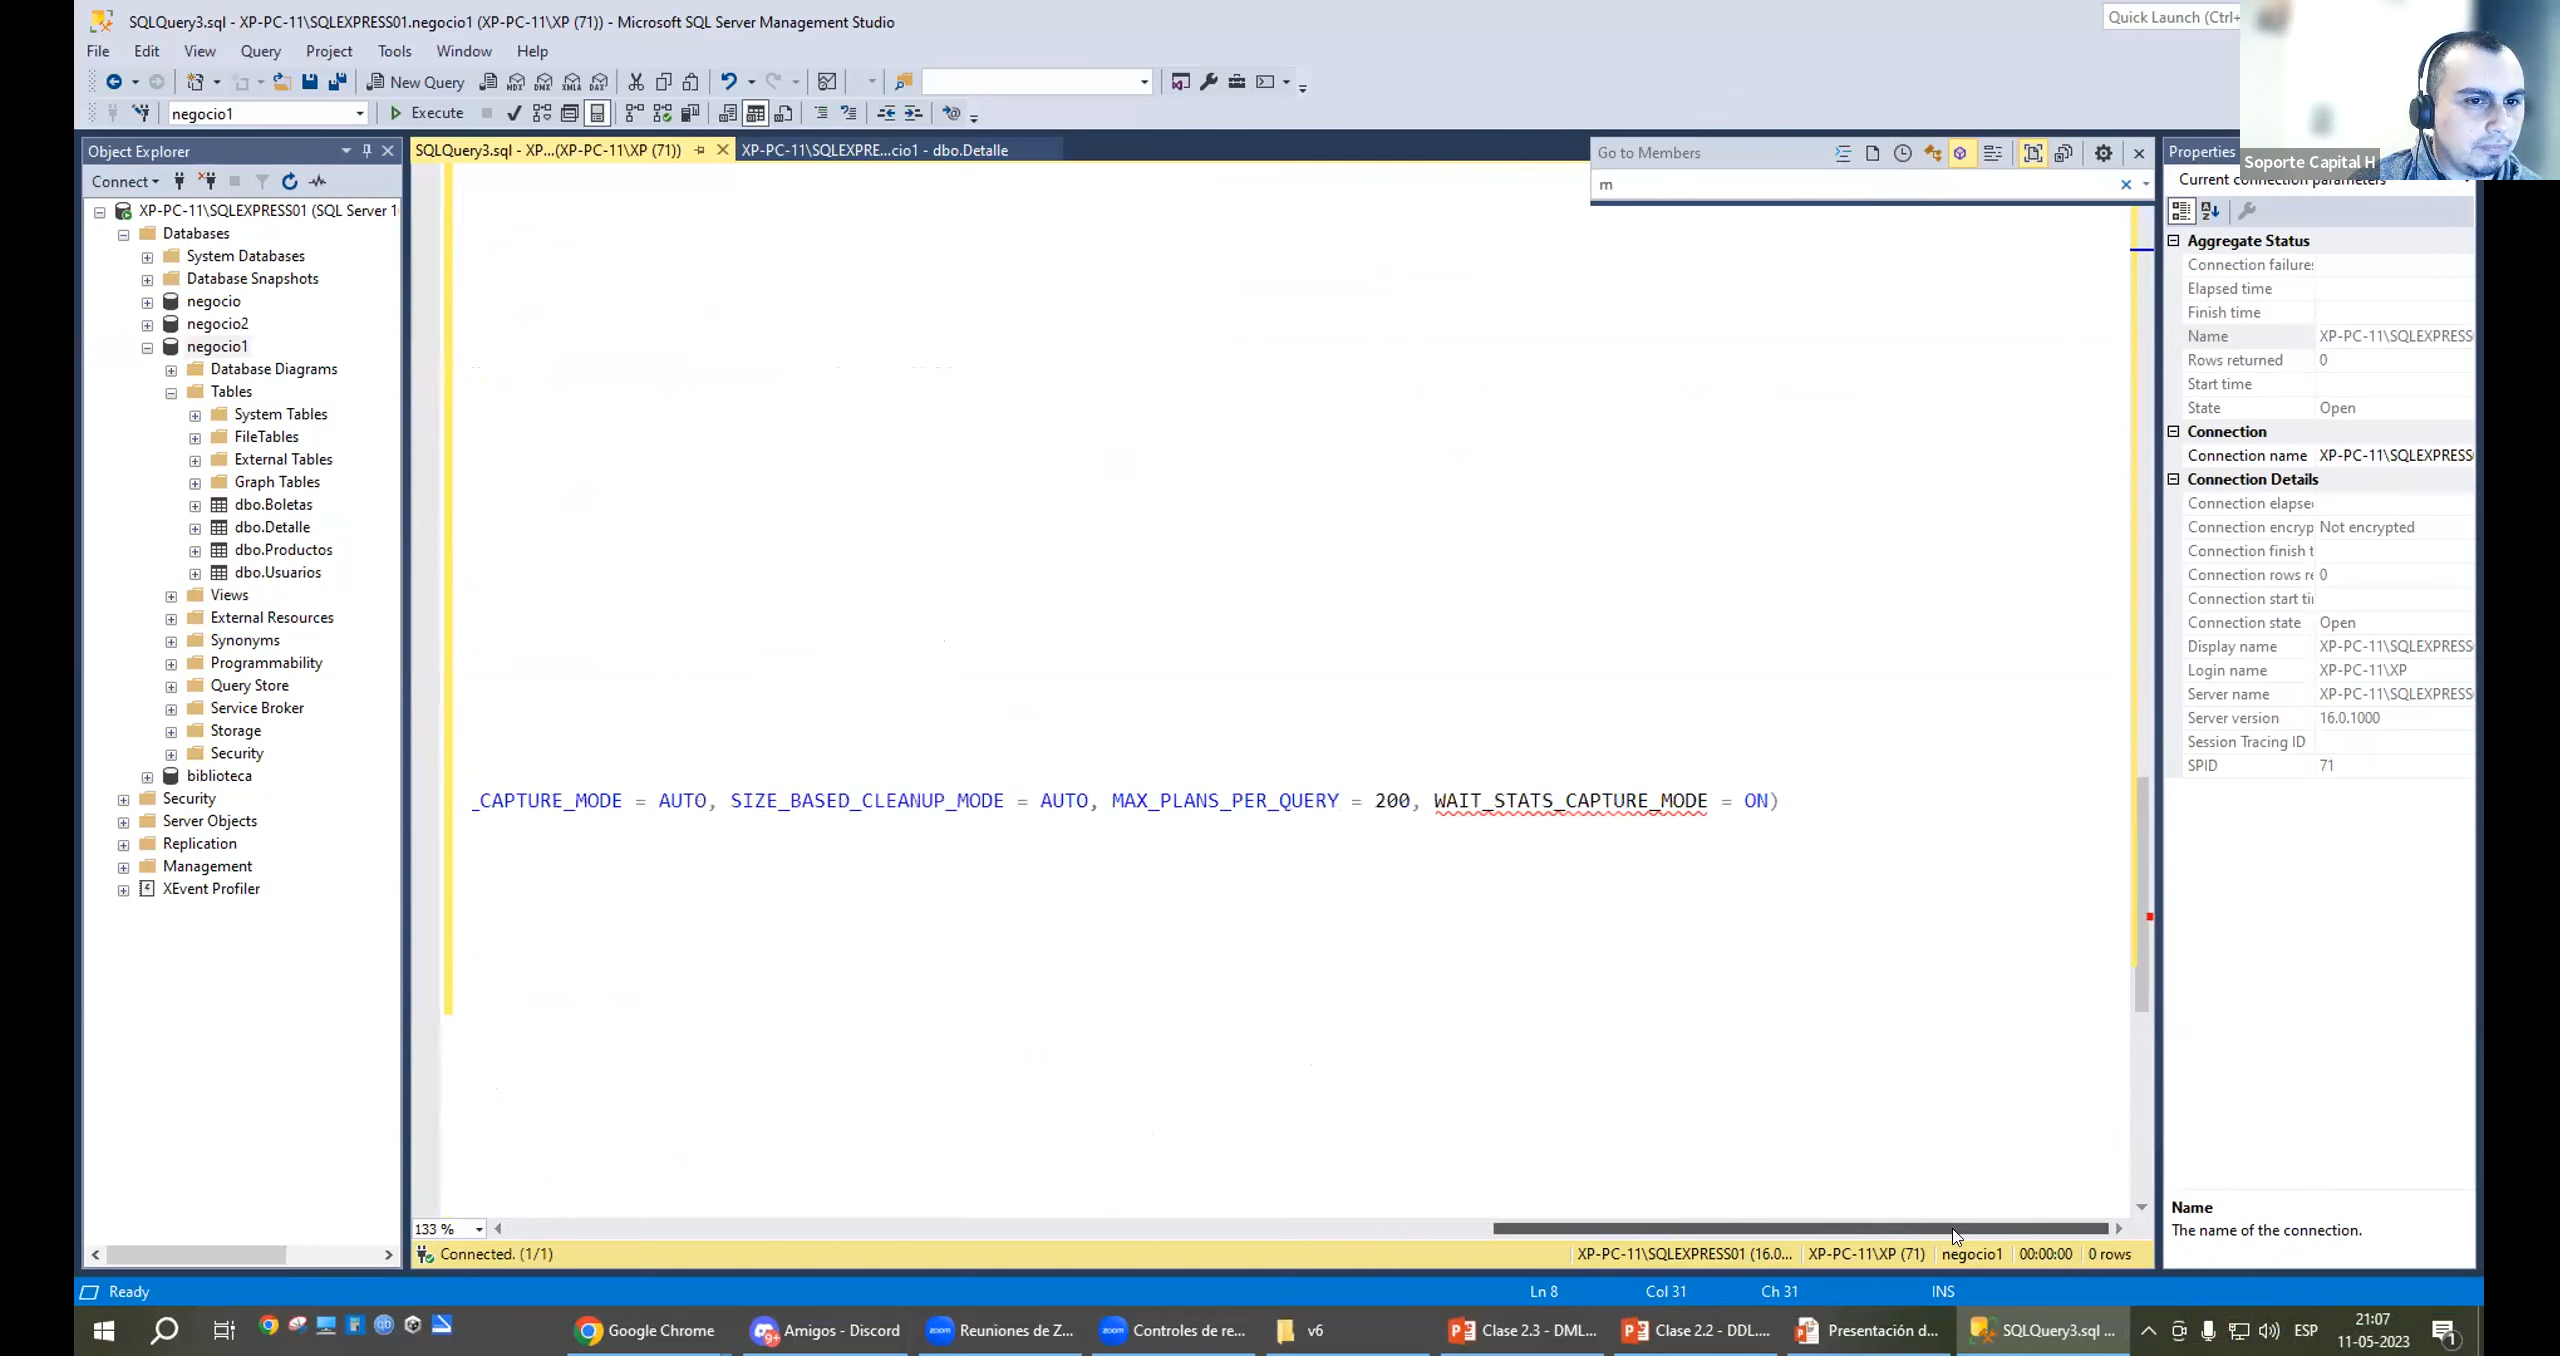 SQLQuery3.sql - XP-PC-11\SQLEXPRESS01.negocio1 (XP-PC-11\XP (71)) - Microsoft SQL Server Management Studio
Quick Launch (Ctrl+
File Edit View Query Project Tools Window Help
New Query
negocio1 Execute
Object Explorer
Connect
XP-PC-11\SQLEXPRESS01 (SQL Server 1
Databases
System Databases
Database Snapshots
negocio
negocio2
negocio1
Database Diagrams
Tables
System Tables
FileTables
External Tables
Graph Tables
dbo.Boletas
dbo.Detalle
dbo.Productos
dbo.Usuarios
Views
External Resources
Synonyms
Programmability
Query Store
Service Broker
Storage
Security
biblioteca
Security
Server Objects
Replication
Management
XEvent Profiler
SQLQuery3.sql - XP...(XP-PC-11\XP (71))
XP-PC-11\SQLEXPRE...cio1 - dbo.Detalle
Go to Members
m
_CAPTURE_MODE = AUTO, SIZE_BASED_CLEANUP_MODE = AUTO, MAX_PLANS_PER_QUERY = 200, WAIT_STATS_CAPTURE_MODE = ON)
133 %
Connected. (1/1)
XP-PC-11\SQLEXPRESS01 (16.0... XP-PC-11\XP (71) negocio1 00:00:00 0 rows
Properties
Soporte Capital H
Current connection parameters
Aggregate Status
Connection failure
Elapsed time
Finish time
Name XP-PC-11\SQLEXPRESS
Rows returned 0
Start time
State Open
Connection
Connection name XP-PC-11\SQLEXPRESS
Connection Details
Connection elapse
Connection encryp Not encrypted
Connection finish t
Connection rows re 0
Connection start ti
Connection state Open
Display name XP-PC-11\SQLEXPRESS
Login name XP-PC-11\XP
Server name XP-PC-11\SQLEXPRESS
Server version 16.0.1000
Session Tracing ID
SPID 71
Name
The name of the connection.
Ready Ln 8 Col 31 Ch 31 INS
Google Chrome Amigos - Discord Reuniones de Z... Controles de re... v6 Clase 2.3 - DML... Clase 2.2 - DDL.... Presentación d... SQLQuery3.sql ... ESP
21:07
11-05-2023
1